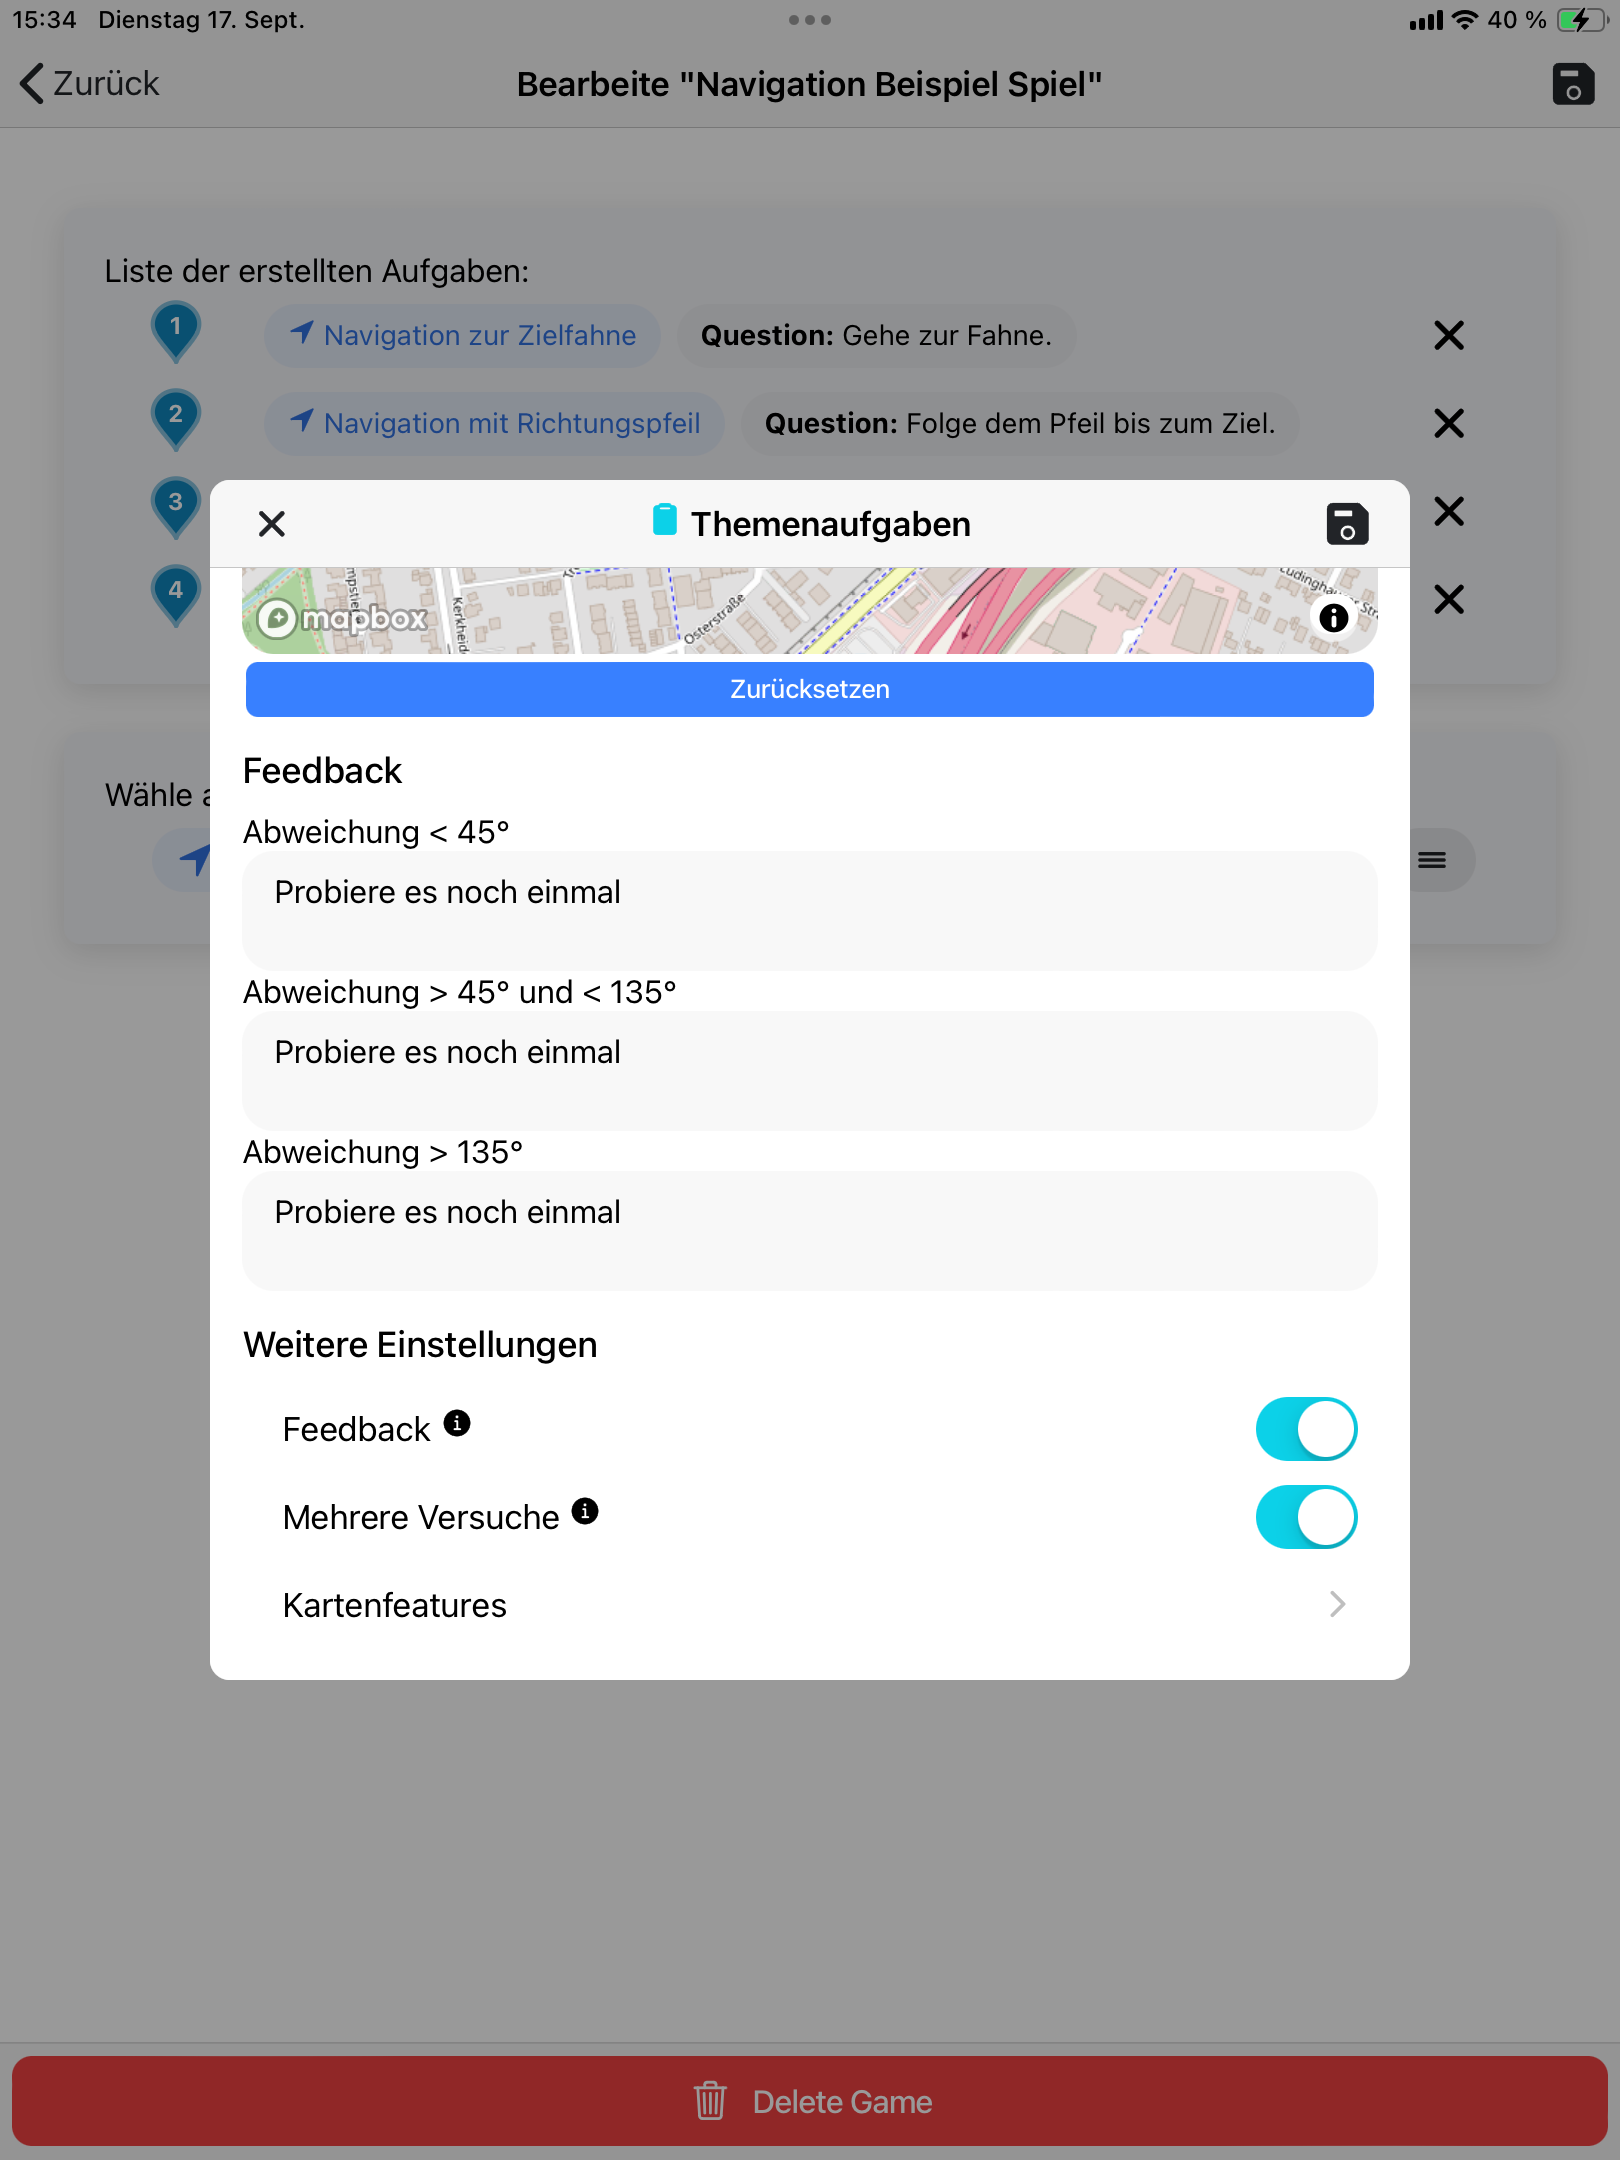 15:34 Dienstag 17. Sept.
40 %
Zurück
Bearbeite "Navigation Beispiel Spiel"
Liste der erstellten Aufgaben:
1 Navigation zur Zielfahne Question: Gehe zur Fahne.
2 Navigation mit Richtungspfeil Question: Folge dem Pfeil bis zum Ziel.
3
4
Themenaufgaben
mapbox
Osterstraße
Zurücksetzen
Feedback
Wähle
Abweichung < 45°
Probiere es noch einmal
Abweichung > 45° und < 135°
Probiere es noch einmal
Abweichung > 135°
Probiere es noch einmal
Weitere Einstellungen
Feedback
Mehrere Versuche
Kartenfeatures
Delete Game